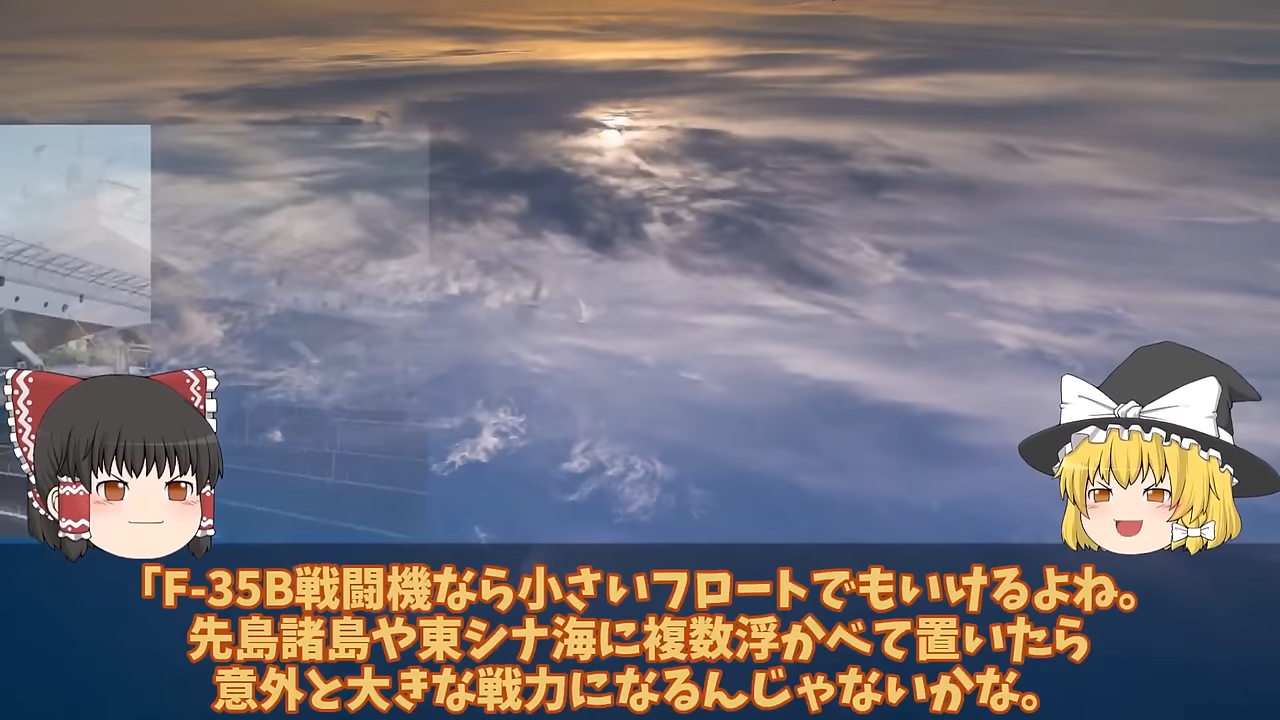 「F-35B戦闘機なら小さいフロートでもいけるよね。
先島諸島や東シナ海に複数浮かべて置いたら
意外と大きな戦力になるんじゃないかな。